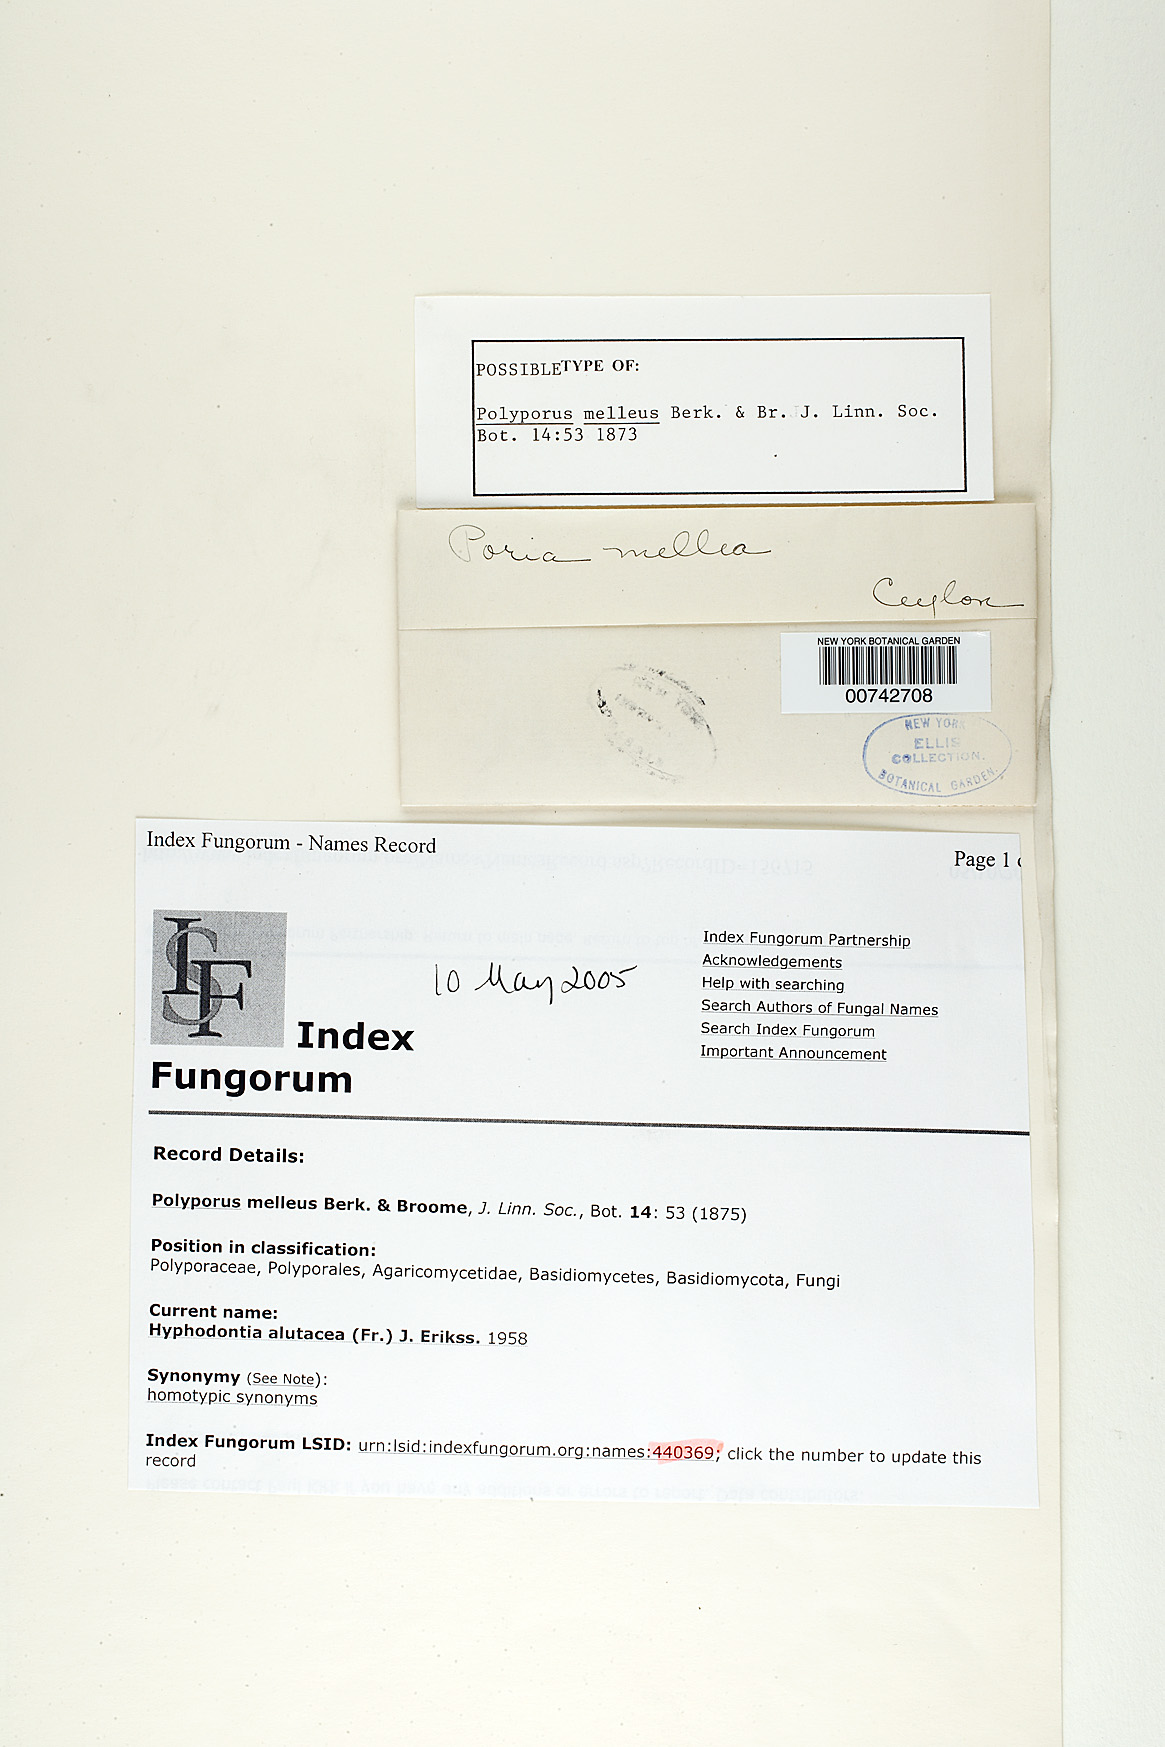 POSSIBLE TYPE OF:
Polyporus melleus Berk. & Br. J. Linn. Soc.
Bot. 14:53 1873
Poria mellea
Ceylon
NEW YORK BOTANICAL GARDEN
00742708
NEW YORK
ELLIS
COLLECTION.
BOTANICAL GARDEN.
Index Fungorum - Names Record
Page 1
10 May 2005
Index Fungorum Partnership
Acknowledgements
Help with searching
Search Authors of Fungal Names
Search Index Fungorum
Important Announcement
ISF
Index
Fungorum
Record Details:
Polyporus melleus Berk. & Broome, J. Linn. Soc., Bot. 14: 53 (1875)
Position in classification:
Polyporaceae, Polyporales, Agaricomycetidae, Basidiomycetes, Basidiomycota, Fungi
Current name:
Hyphodontia alutacea (Fr.) J. Erikss. 1958
Synonymy (See Note):
homotypic synonyms
Index Fungorum LSID: urn:lsid:indexfungorum.org:names:440369; click the number to update this
record